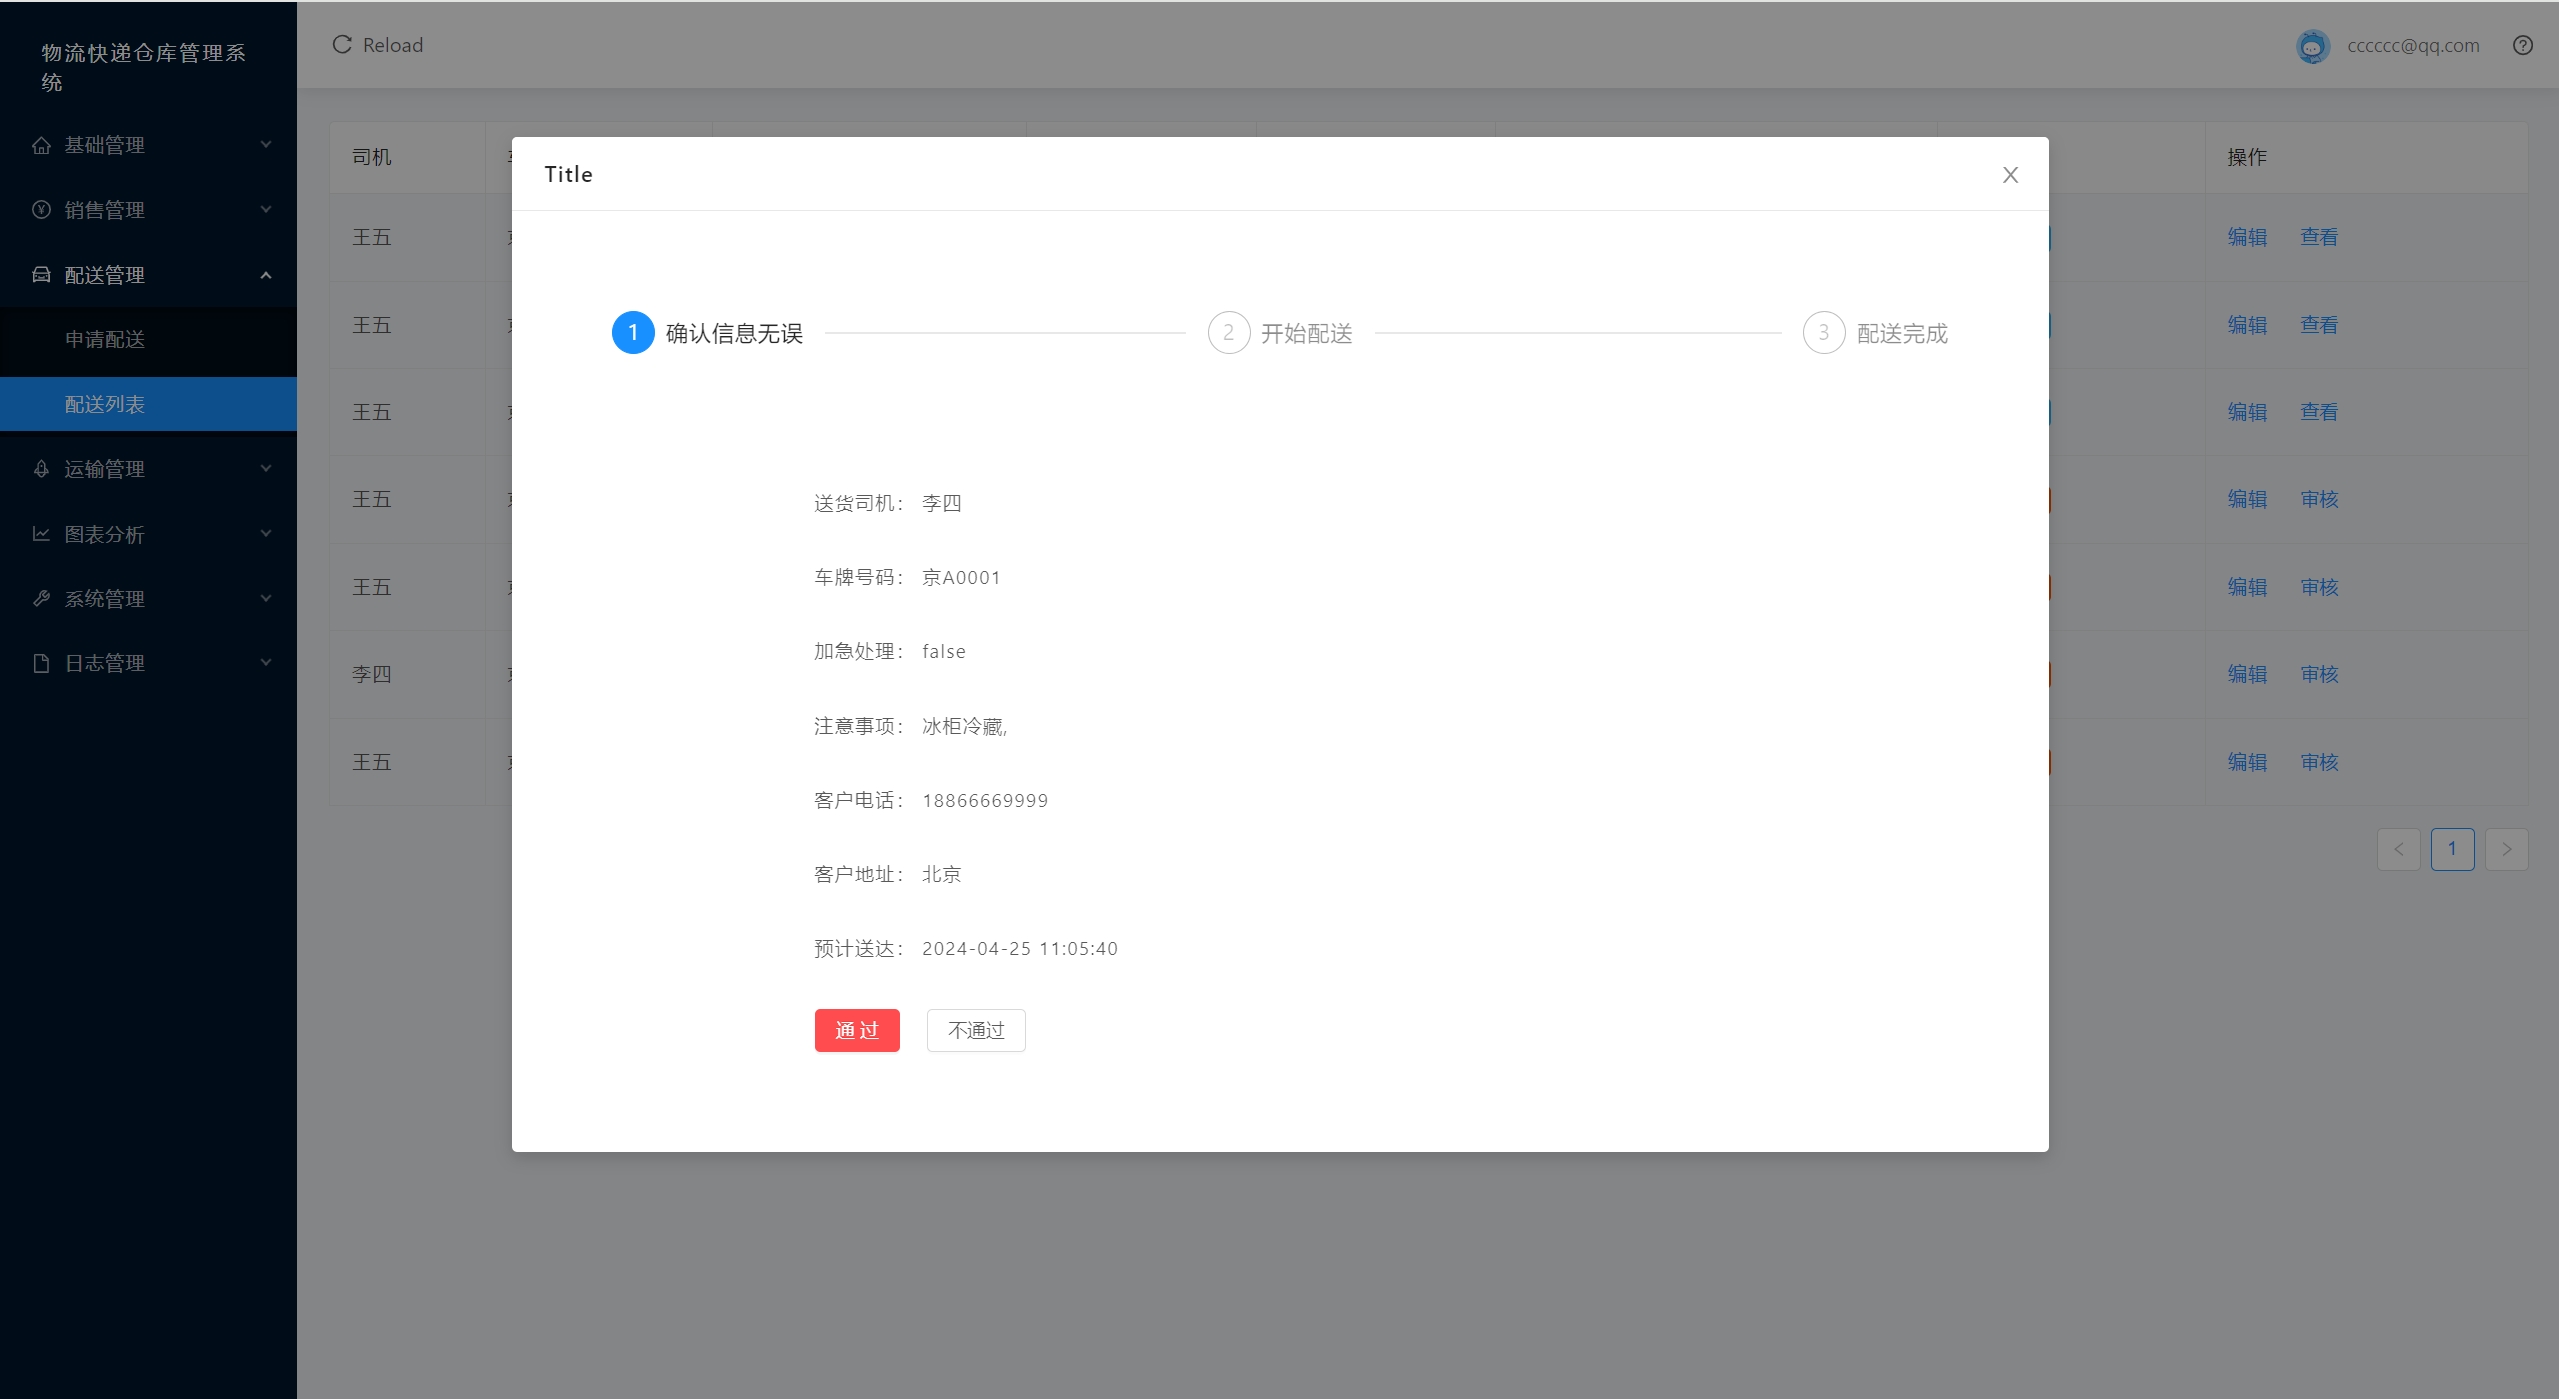 物流快递仓库管理系
统
基础管理
销售管理
配送管理
申请配送
配送列表
运输管理
图表分析
系统管理
日志管理
Reload
cccccc@qq.com
司机 操作
王五 编辑 查看
王五 编辑 查看
王五 编辑 查看
王五 编辑 审核
王五 编辑 审核
李四 编辑 审核
王五 编辑 审核
1
Title
1 确认信息无误 2 开始配送 3 配送完成
送货司机： 李四
车牌号码： 京A0001
加急处理： false
注意事项： 冰柜冷藏,
客户电话： 18866669999
客户地址： 北京
预计送达： 2024-04-25 11:05:40
通过 不通过